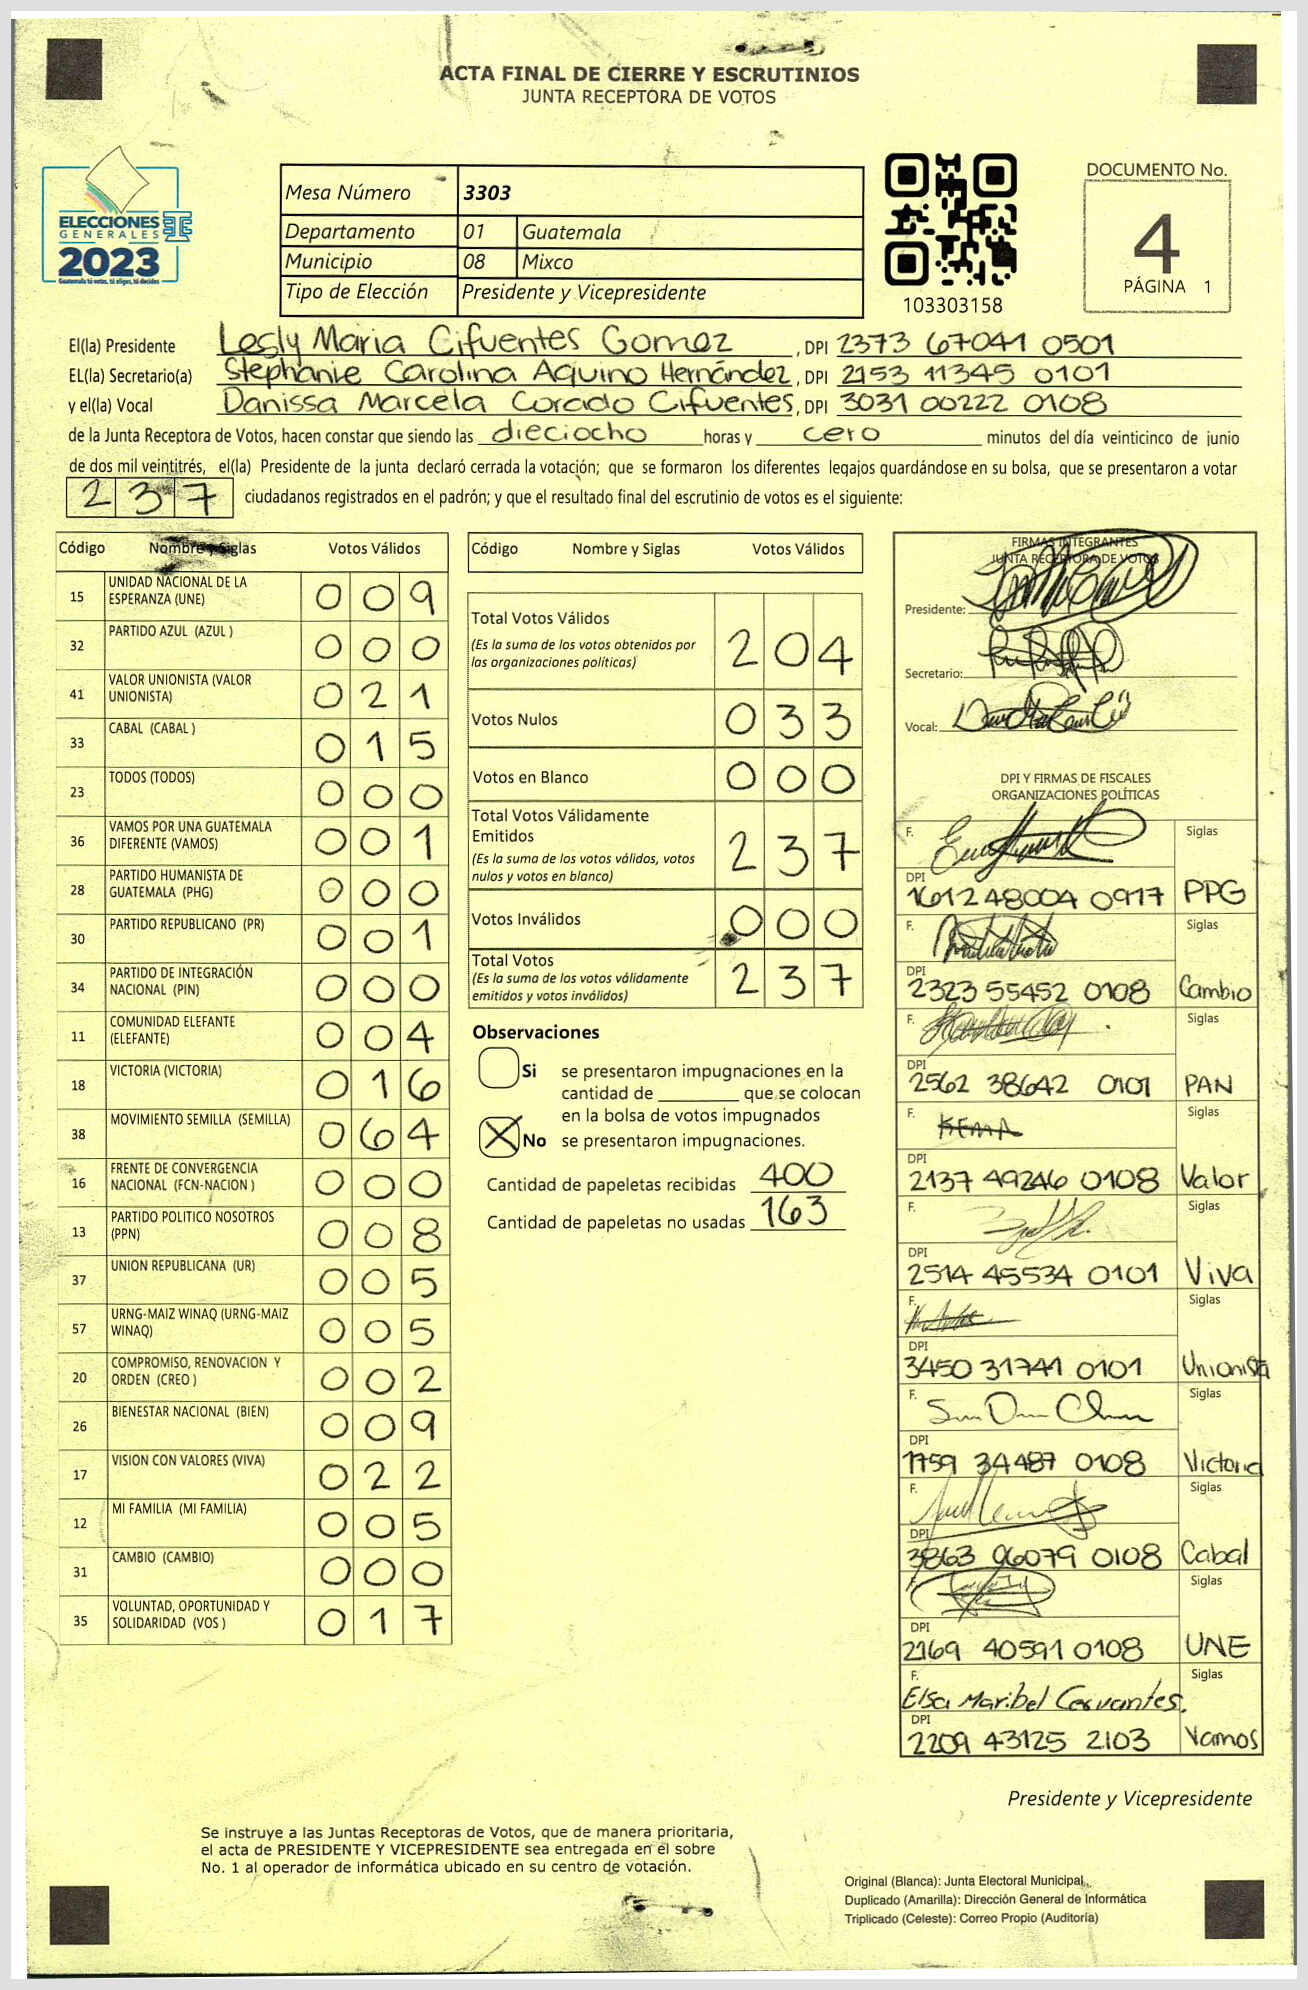 ACTA FINAL DE CIERRE Y ESCRUTINIOS
JUNTA RECEPTORA DE VOTOS
ELECCIONES
GENERALES
2023
Guatemala tú votas, tú eliges, tú decides
Mesa Número 3303
Departamento 01 Guatemala
Municipio 08 Mixco
Tipo de Elección Presidente y Vicepresidente
103303158
DOCUMENTO No.
4
PÁGINA 1
El(la) Presidente Lesly Maria Cifuentes Gomez, DPI 2373 67041 0501
EL(la) Secretario(a) Stephanie Carolina Aquino Hernández, DPI 2153 11345 0101
y el(la) Vocal Danissa Marcela Corado Cifuentes, DPI 3031 00222 0108
de la Junta Receptora de Votos, hacen constar que siendo las dieciocho horas y cero minutos del día veinticinco de junio
de dos mil veintitrés, el(la) Presidente de la junta declaró cerrada la votación; que se formaron los diferentes legajos guardándose en su bolsa, que se presentaron a votar
237 ciudadanos registrados en el padrón; y que el resultado final del escrutinio de votos es el siguiente:
Código Nombre y Siglas Votos Válidos
15 UNIDAD NACIONAL DE LA ESPERANZA (UNE) 009
32 PARTIDO AZUL (AZUL ) 000
41 VALOR UNIONISTA (VALOR UNIONISTA) 021
33 CABAL (CABAL ) 015
23 TODOS (TODOS) 000
36 VAMOS POR UNA GUATEMALA DIFERENTE (VAMOS) 001
28 PARTIDO HUMANISTA DE GUATEMALA (PHG) 000
30 PARTIDO REPUBLICANO (PR) 001
34 PARTIDO DE INTEGRACIÓN NACIONAL (PIN) 000
11 COMUNIDAD ELEFANTE (ELEFANTE) 004
18 VICTORIA (VICTORIA) 016
38 MOVIMIENTO SEMILLA (SEMILLA) 064
16 FRENTE DE CONVERGENCIA NACIONAL (FCN-NACION ) 000
13 PARTIDO POLITICO NOSOTROS (PPN) 008
37 UNION REPUBLICANA (UR) 005
57 URNG-MAIZ WINAQ (URNG-MAIZ WINAQ) 005
20 COMPROMISO, RENOVACION Y ORDEN (CREO ) 002
26 BIENESTAR NACIONAL (BIEN) 009
17 VISION CON VALORES (VIVA) 022
12 MI FAMILIA (MI FAMILIA) 005
31 CAMBIO (CAMBIO) 000
35 VOLUNTAD, OPORTUNIDAD Y SOLIDARIDAD (VOS ) 017
Código Nombre y Siglas Votos Válidos
Total Votos Válidos 204
(Es la suma de los votos obtenidos por
las organizaciones políticas)
Votos Nulos 033
Votos en Blanco 000
Total Votos Válidamente
Emitidos 237
(Es la suma de los votos válidos, votos
nulos y votos en blanco)
Votos Inválidos 000
Total Votos 237
(Es la suma de los votos válidamente
emitidos y votos inválidos)
Observaciones
Si se presentaron impugnaciones en la
cantidad de ________ que se colocan
en la bolsa de votos impugnados
No se presentaron impugnaciones.
Cantidad de papeletas recibidas 400
Cantidad de papeletas no usadas 163
FIRMAS INTEGRANTES
JUNTA RECEPTORA DE VOTOS
Presidente:
Secretario:
Vocal:
DPI Y FIRMAS DE FISCALES
ORGANIZACIONES POLÍTICAS
F. Siglas
DPI
1612 48004 0917 PPG
F. Siglas
DPI
2323 55452 0108 Cambio
F. Siglas
DPI
2562 38642 0101 PAN
F. Siglas
DPI
2137 49246 0108 Valor
F. Siglas
DPI
2514 45534 0101 Viva
F. Siglas
DPI
3450 31741 0101 Unionista
F. Siglas
DPI
1759 34487 0108 Victoria
F. Siglas
DPI
3863 96079 0108 Cabal
F. Siglas
DPI
2169 40591 0108 UNE
F. Siglas
Elsa Maribel Cervantes.
DPI
2209 43125 2103 Vamos
Presidente y Vicepresidente
Se instruye a las Juntas Receptoras de Votos, que de manera prioritaria,
el acta de PRESIDENTE Y VICEPRESIDENTE sea entregada en el sobre
No. 1 al operador de informática ubicado en su centro de votación.
Original (Blanca): Junta Electoral Municipal
Duplicado (Amarilla): Dirección General de Informática
Triplicado (Celeste): Correo Propio (Auditoría)